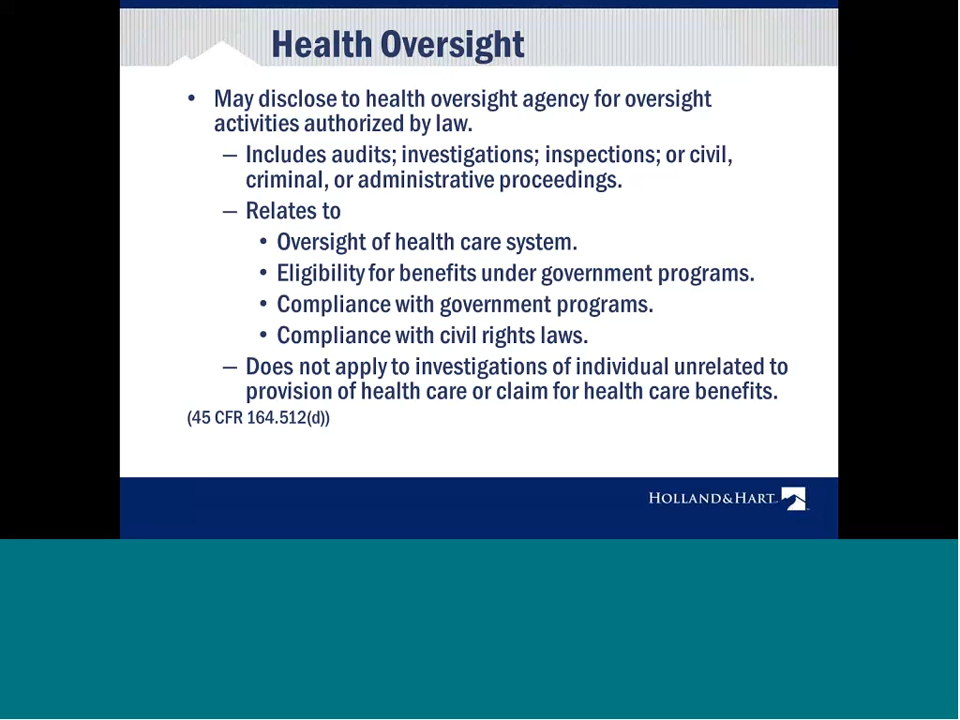 Health Oversight
• May disclose to health oversight agency for oversight
activities authorized by law.
– Includes audits; investigations; inspections; or civil,
criminal, or administrative proceedings.
– Relates to
• Oversight of health care system.
• Eligibility for benefits under government programs.
• Compliance with government programs.
• Compliance with civil rights laws.
– Does not apply to investigations of individual unrelated to
provision of health care or claim for health care benefits.
(45 CFR 164.512(d))
HOLLAND&HART